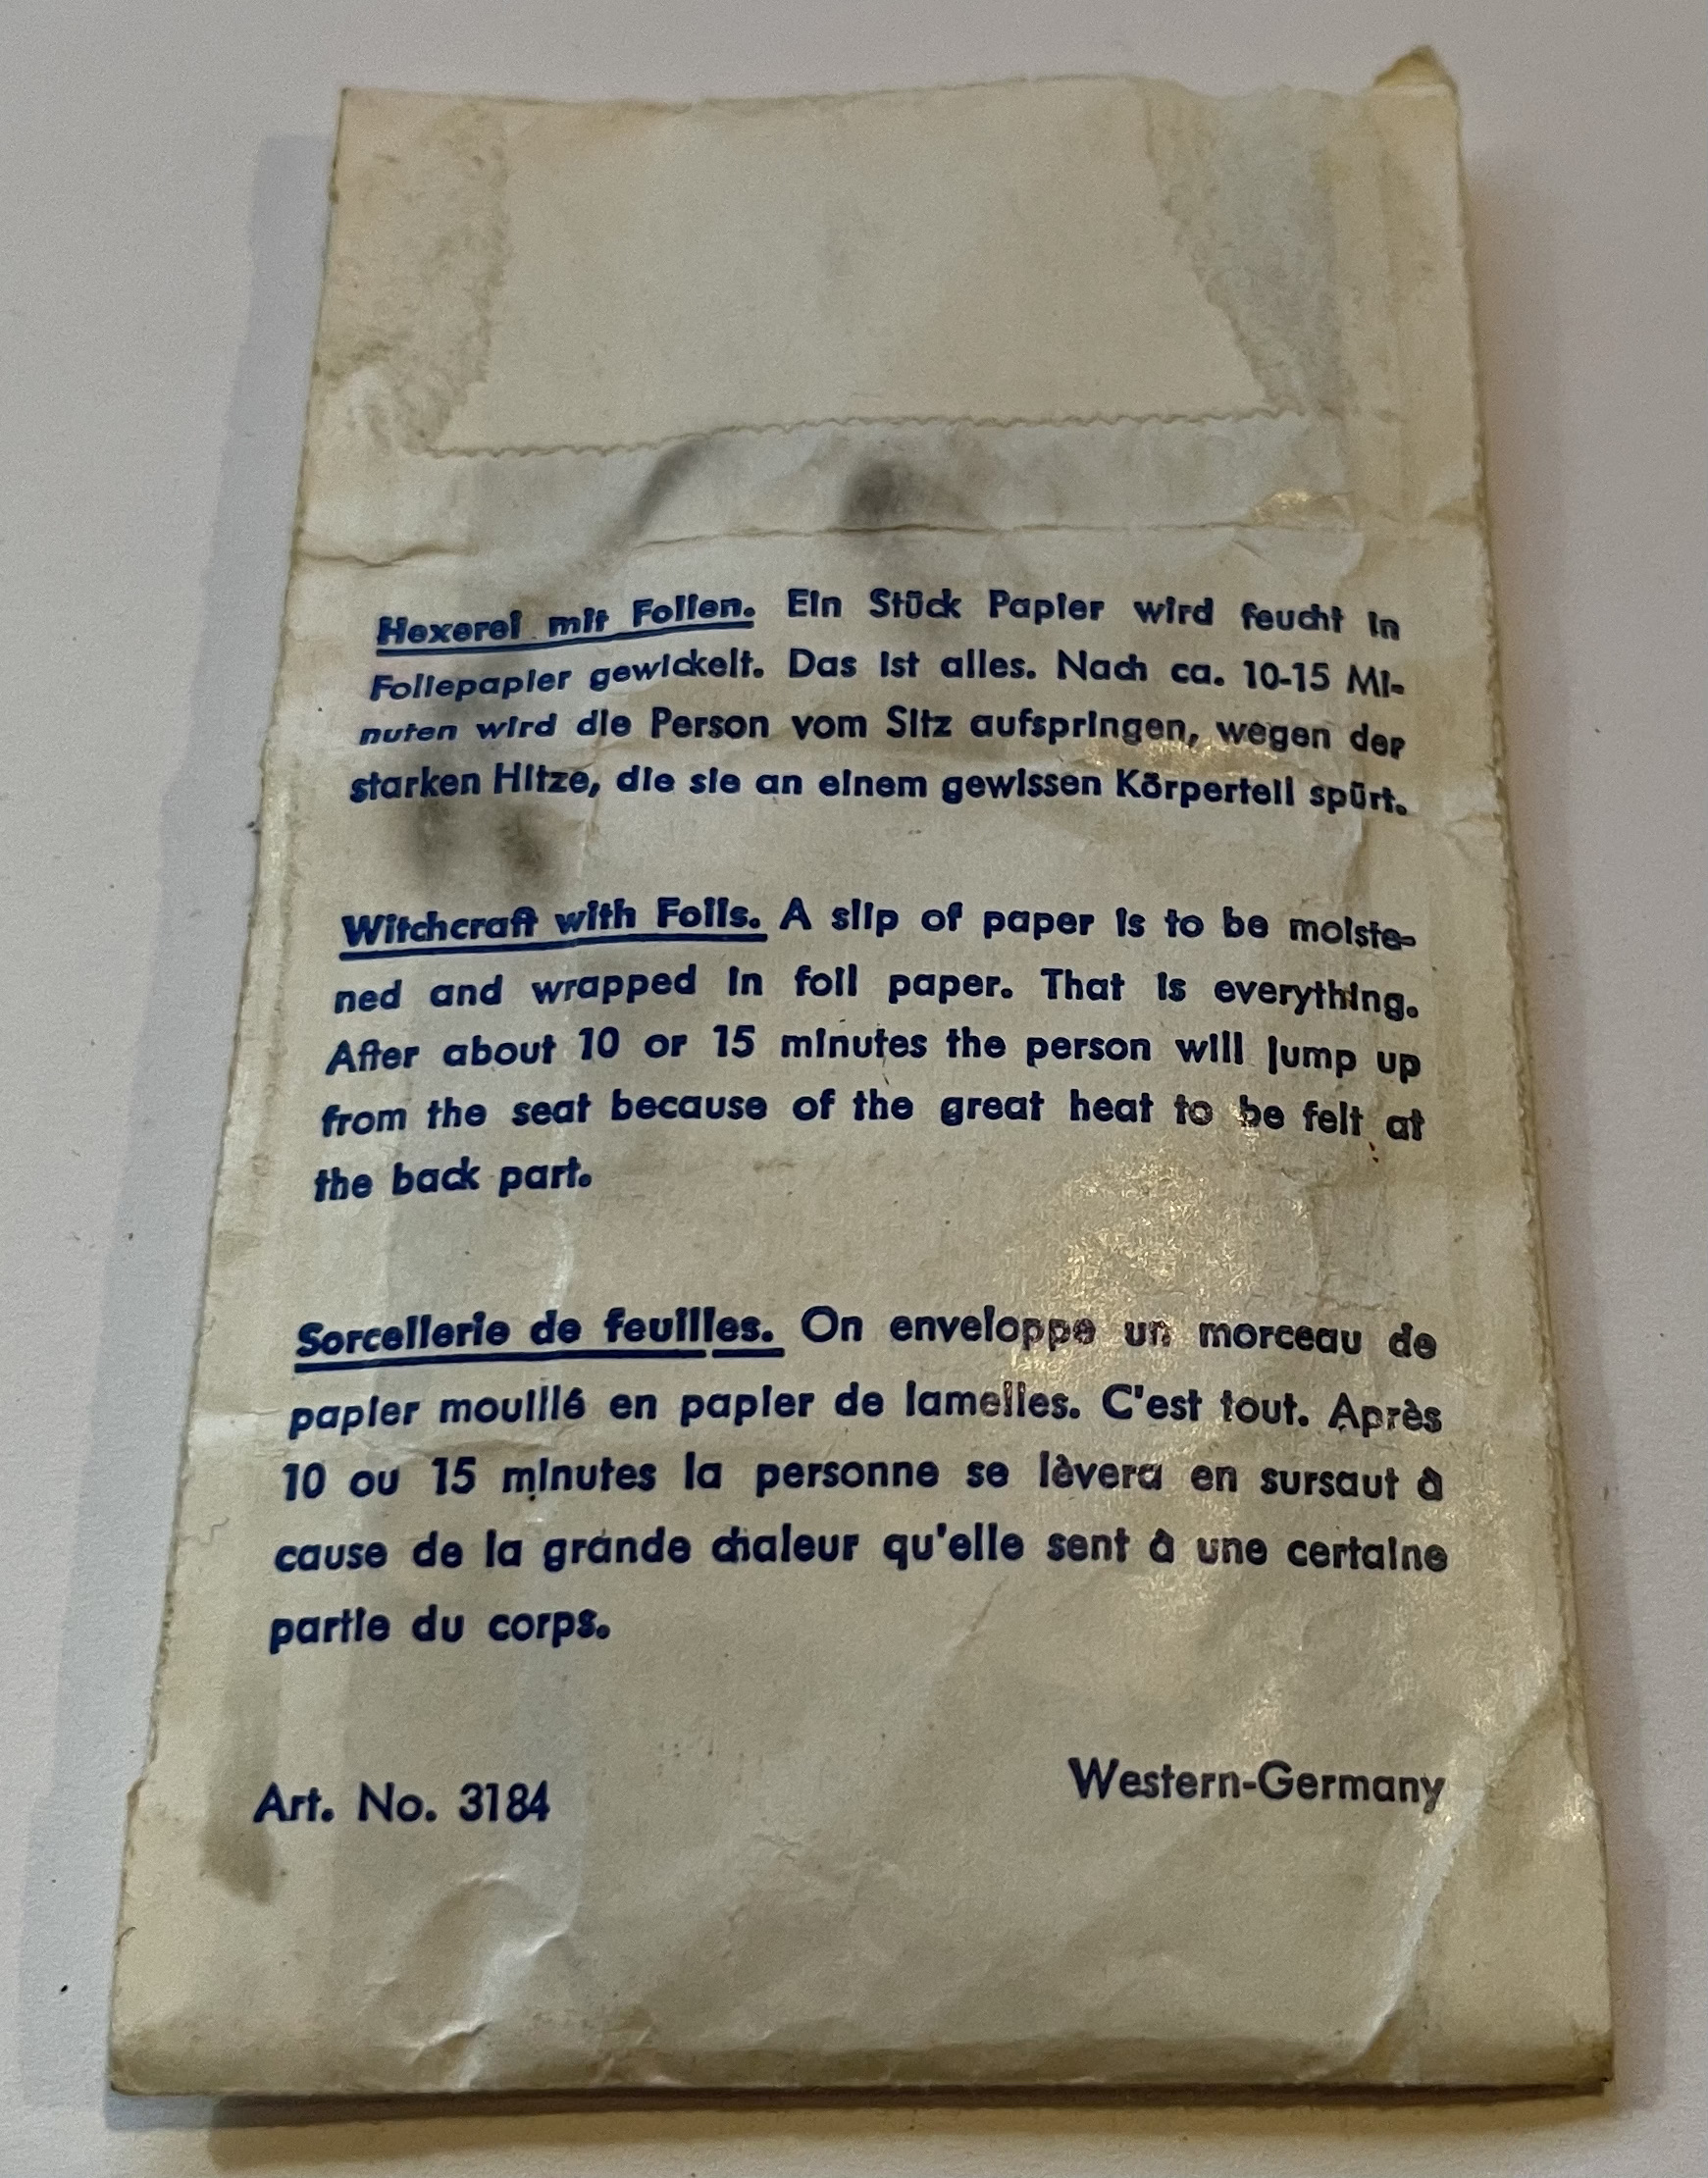 Hexerei mit Folien. Ein Stück Papier wird feucht in
Foliepapier gewickelt. Das ist alles. Nach ca. 10-15 Mi-
nuten wird die Person vom Sitz aufspringen, wegen der
starken Hitze, die sie an einem gewissen Körperteil spürt.
Witchcraft with Foils. A slip of paper is to be moiste-
ned and wrapped in foil paper. That is everything.
After about 10 or 15 minutes the person will jump up
from the seat because of the great heat to be felt at
the back part.
Sorcellerie de feuilles. On enveloppe un morceau de
papier mouillé en papier de lamelles. C'est tout. Après
10 ou 15 minutes la personne se lèvera en sursaut à
cause de la grande chaleur qu'elle sent à une certaine
partie du corps.
Art. No. 3184
Western-Germany